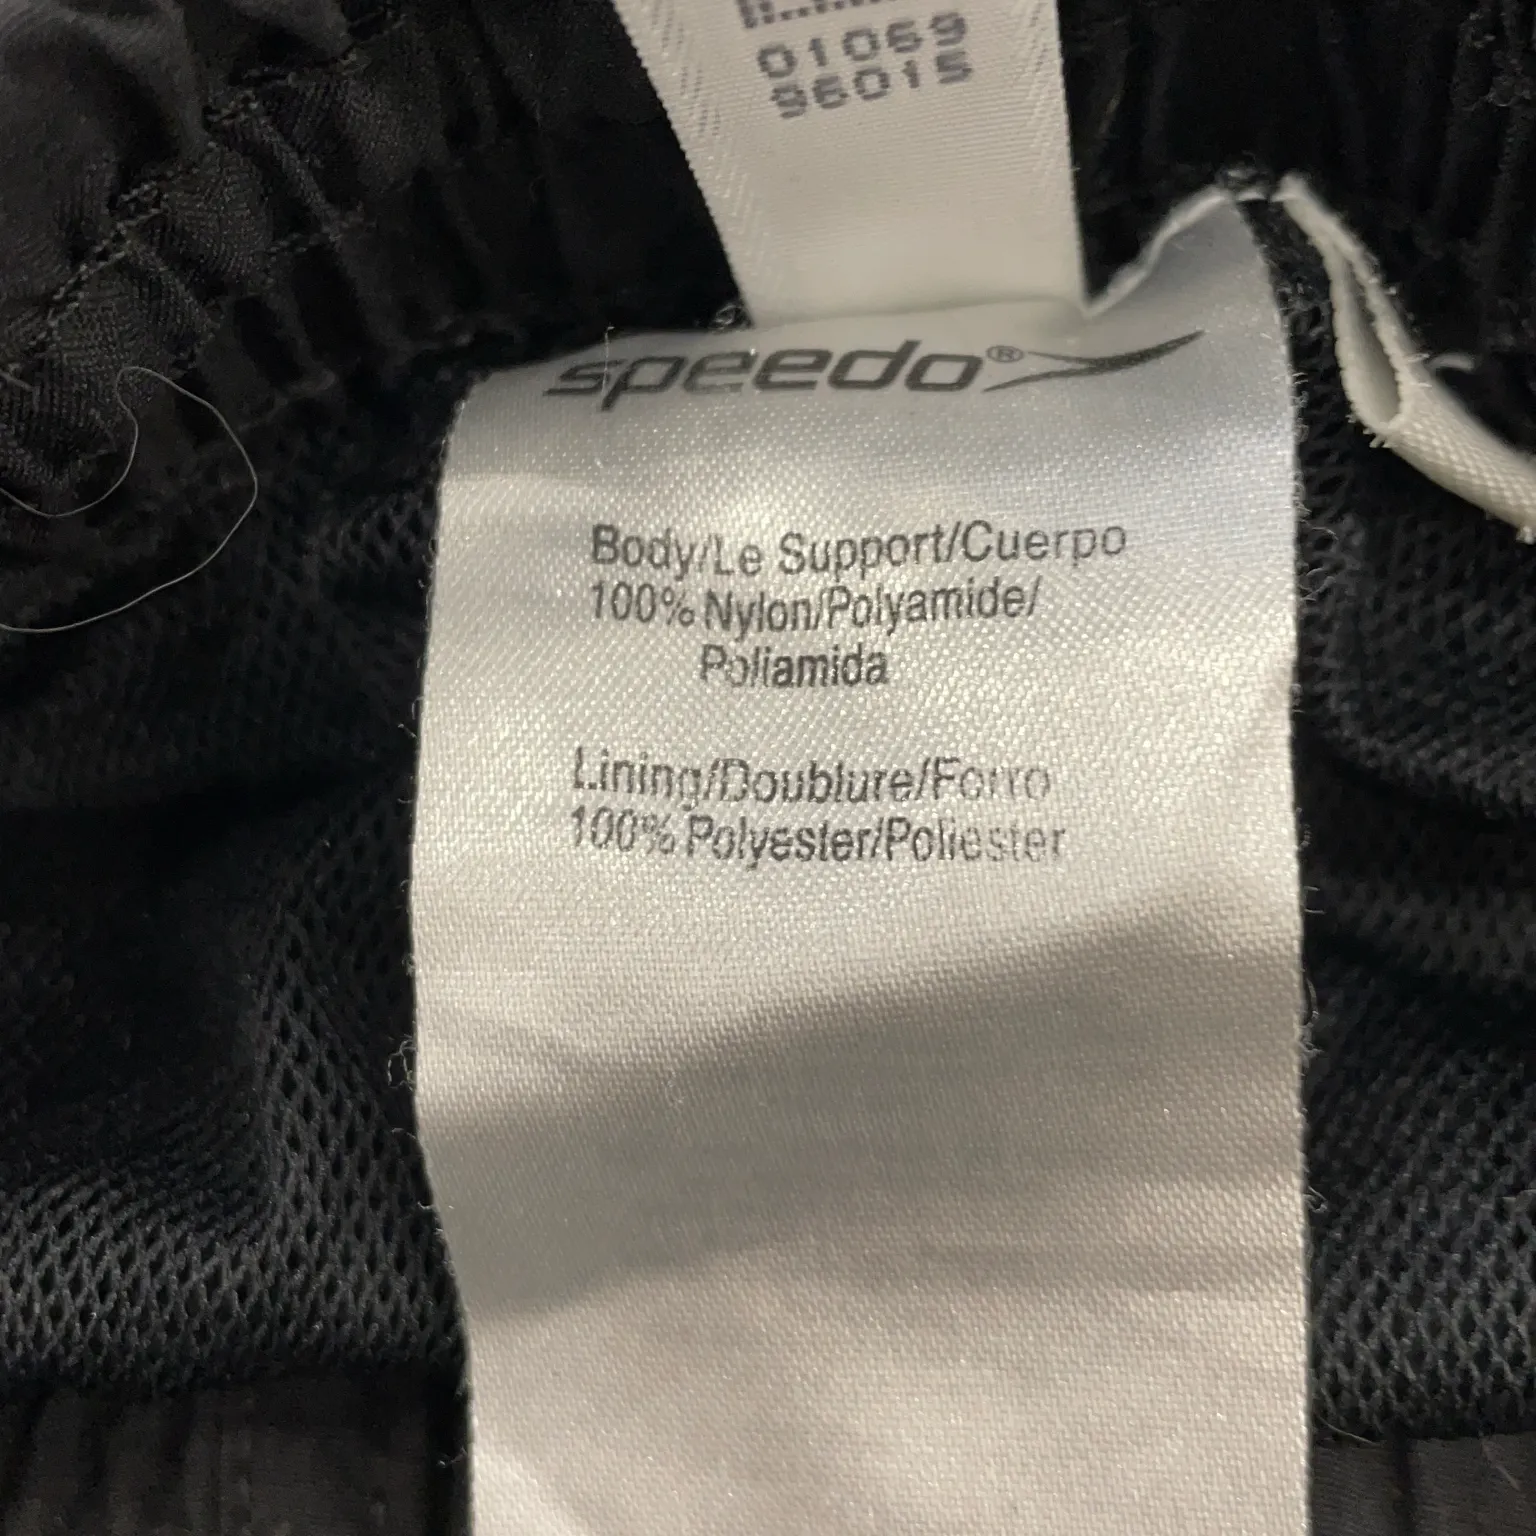 01069
96015
speedo®
Body/Le Support/Cuerpo
100% Nylon/Polyamide/
Poliamida
Lining/Doublure/Forro
100% Polyester/Poliester